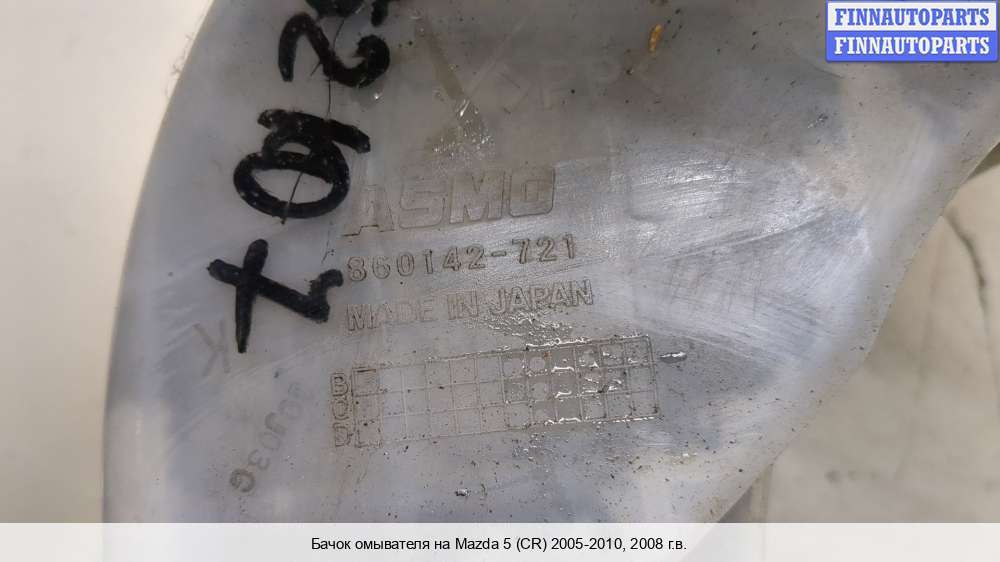 FINNAUTOPARTS
FINNAUTOPARTS
ASMO
860142-721
MADE IN JAPAN
K
Бачок омывателя на Mazda 5 (CR) 2005-2010, 2008 г.в.